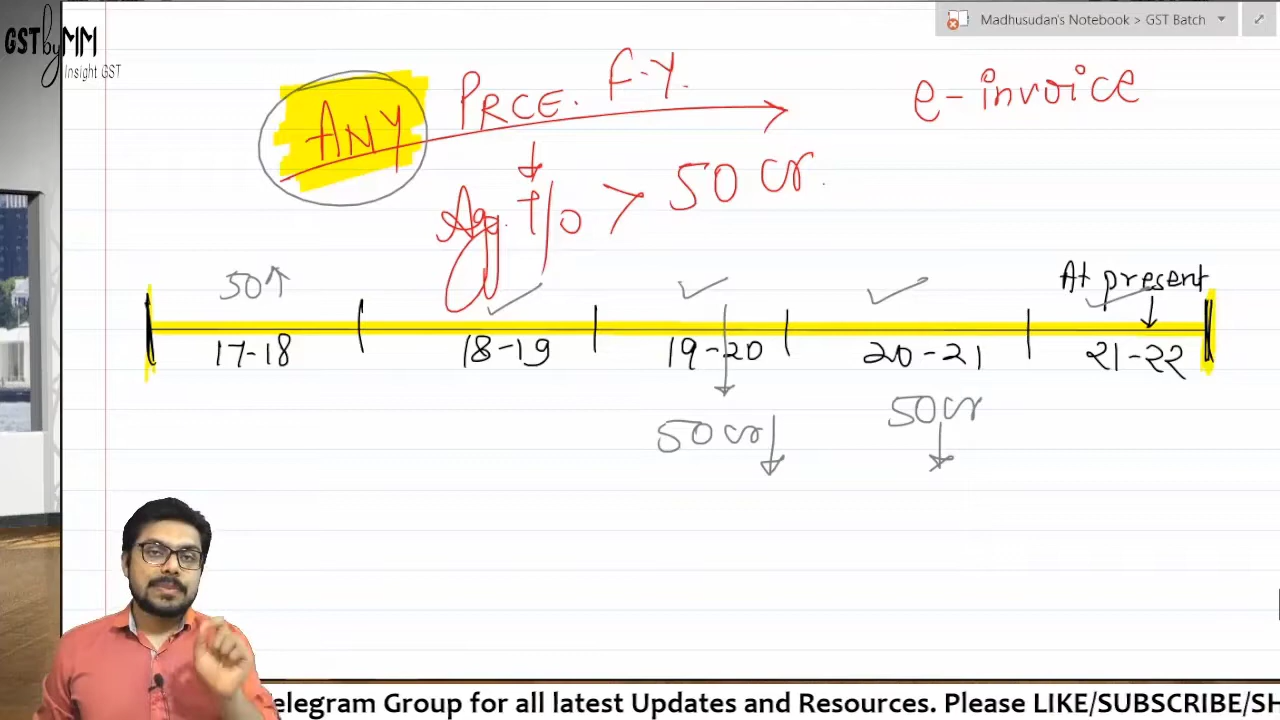 GST by MM
Insight GST
Madhusudan's Notebook > GST Batch
ANY PRCE. F.Y.
e-invoice
Agg. T/O > 50 cr.
50↑
At present
17-18 18-19 19-20 20-21 21-22
50 cr↓ 50 cr↓
elegram Group for all latest Updates and Resources. Please LIKE/SUBSCRIBE/SH